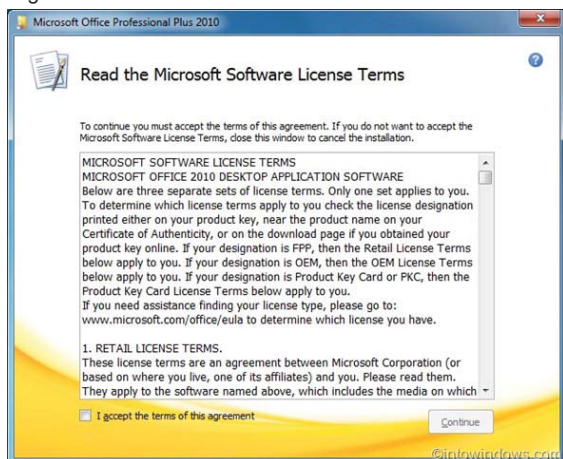 Microsoft Office Professional Plus 2010
Read the Microsoft Software License Terms
To continue you must accept the terms of this agreement. If you do not want to accept the
Microsoft Software License Terms, close this window to cancel the installation.
MICROSOFT SOFTWARE LICENSE TERMS
MICROSOFT OFFICE 2010 DESKTOP APPLICATION SOFTWARE
Below are three separate sets of license terms. Only one set applies to you.
To determine which license terms apply to you check the license designation
printed either on your product key, near the product name on your
Certificate of Authenticity, or on the download page if you obtained your
product key online. If your designation is FPP, then the Retail License Terms
below apply to you. If your designation is OEM, then the OEM License Terms
below apply to you. If your designation is Product Key Card or PKC, then the
Product Key Card License Terms below apply to you.
If you need assistance finding your license type, please go to:
www.microsoft.com/office/eula to determine which license you have.
1. RETAIL LICENSE TERMS.
These license terms are an agreement between Microsoft Corporation (or
based on where you live, one of its affiliates) and you. Please read them.
They apply to the software named above, which includes the media on which
I accept the terms of this agreement
Continue
©intowindows.com